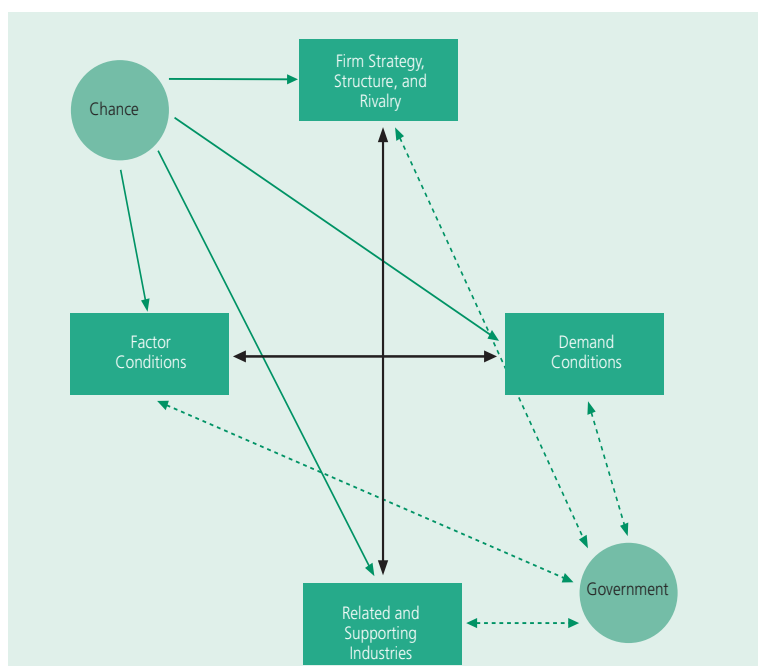 Firm Strategy,
Structure, and
Rivalry
Chance
Factor
Conditions
Demand
Conditions
Government
Related and
Supporting
Industries